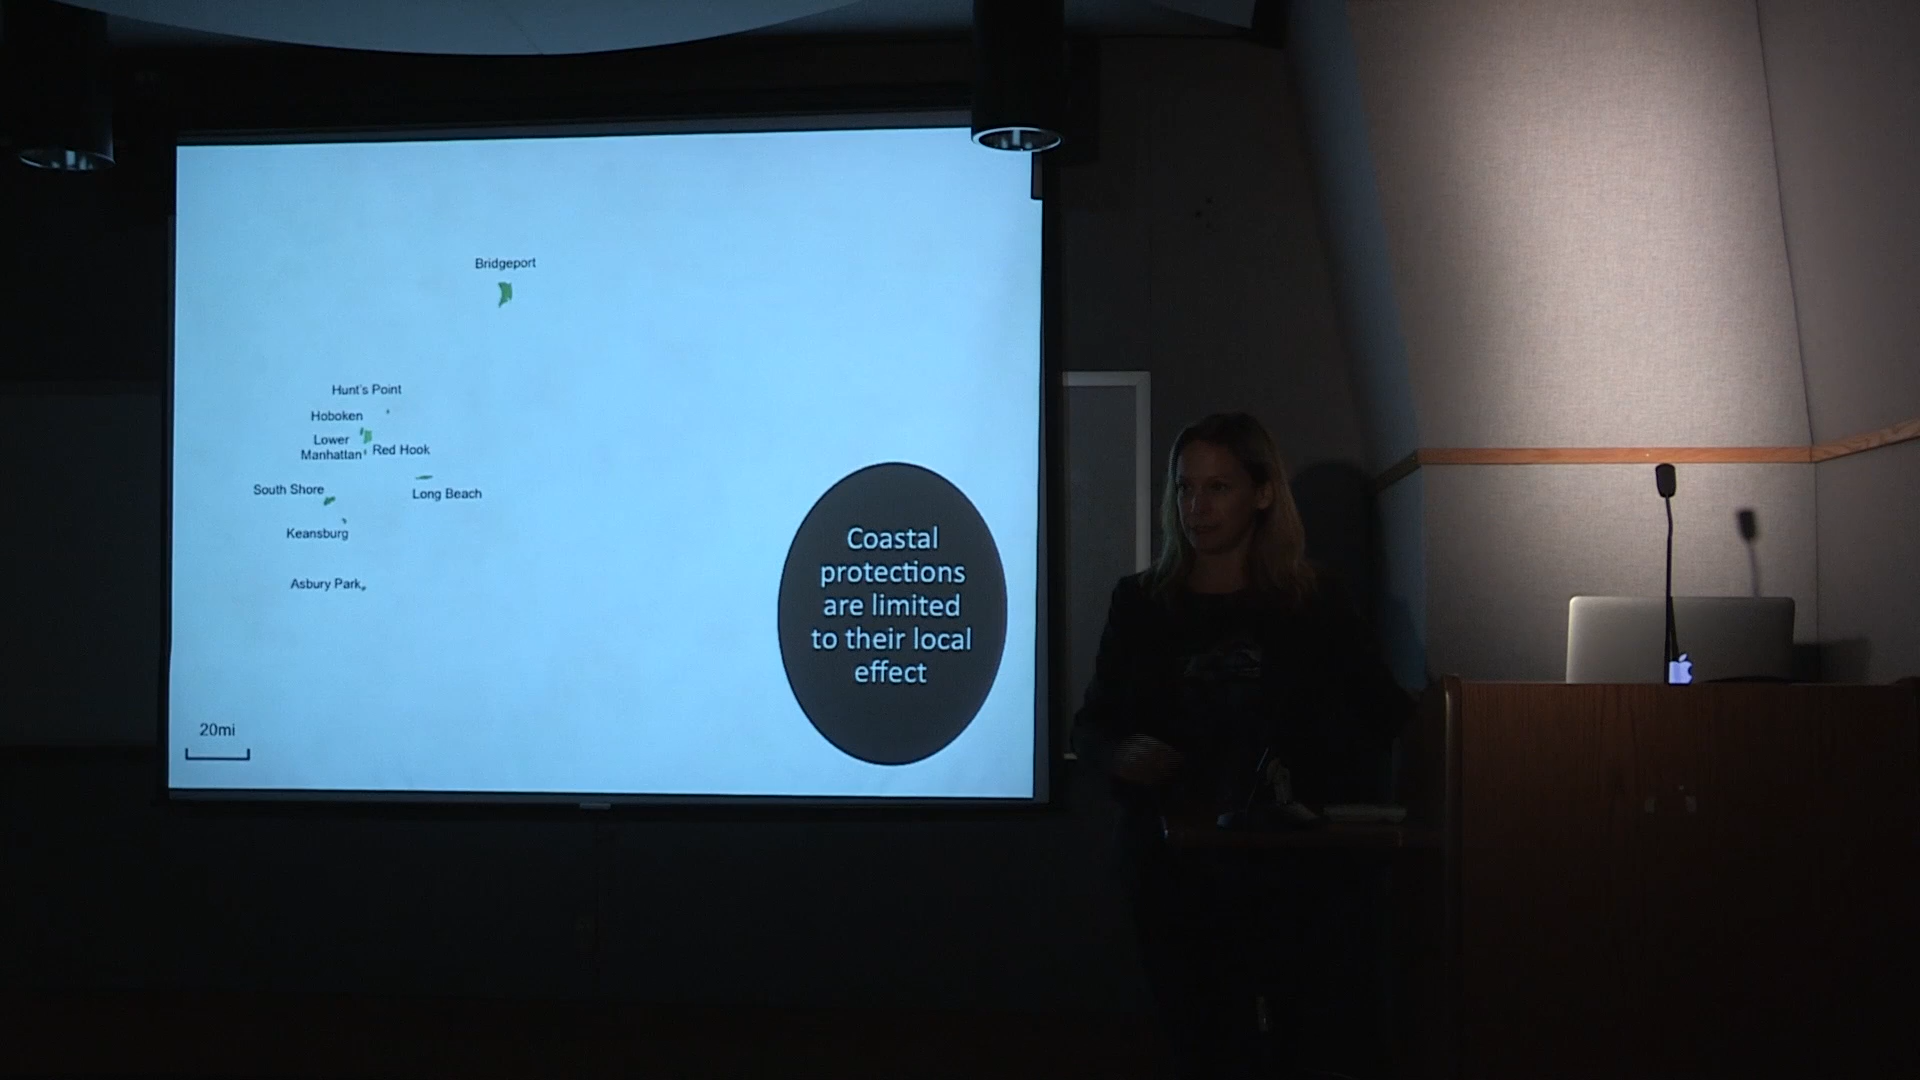 Bridgeport
Hunt's Point
Hoboken
Lower
Manhattan
Red Hook
South Shore
Long Beach
Keansburg
Asbury Park
Coastal
protections
are limited
to their local
effect
20mi